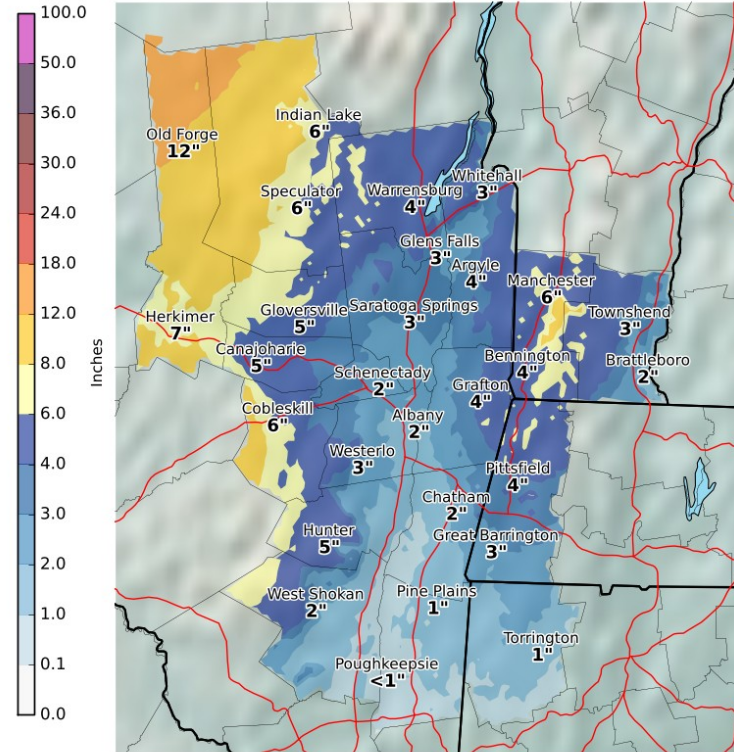 100.0
50.0
36.0
30.0
24.0
18.0
12.0
8.0
6.0
4.0
3.0
2.0
1.0
0.1
0.0
Inches
Indian Lake
6"
Old Forge
12"
Whitehall
3"
Speculator
6"
Warrensburg
4"
Glens Falls
3"
Argyle
4"
Manchester
6"
Herkimer
7"
Gloversville
5"
Saratoga Springs
3"
Townshend
3"
Canajoharie
5"
Bennington
4"
Brattleboro
2"
Schenectady
2"
Grafton
4"
Cobleskill
6"
Albany
2"
Westerlo
3"
Pittsfield
4"
Chatham
2"
Hunter
5"
Great Barrington
3"
West Shokan
2"
Pine Plains
1"
Torrington
1"
Poughkeepsie
<1"